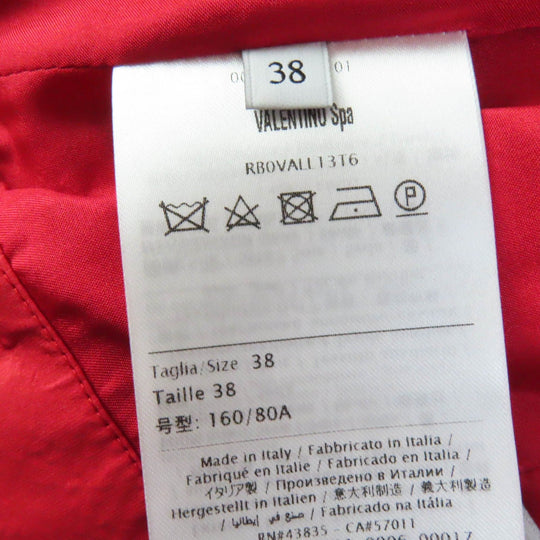 38
VALENTINO Spa
RB0VALL13T6
P
Taglia/Size 38
Taille 38
号型: 160/80A
Made in Italy / Fabbricato in Italia /
Fabriqué en Italie / Fabricado en Italia /
イタリア製 / Произведено в Италии /
Hergestellt in Italien / 意大利制造 / 義大利製造
صنع في إيطاليا / Fabricado na Itália
RN#43835 - CA#57011